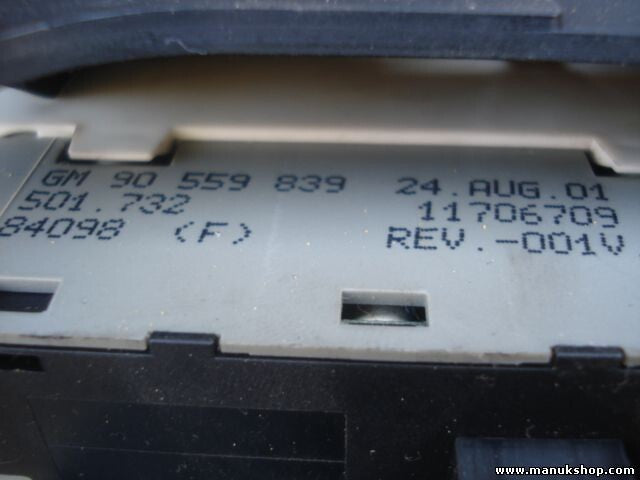 GM 90 559 839 24.AUG.01
501.732 11706709
84098 (F) REV.-001V
www.manukshop.com